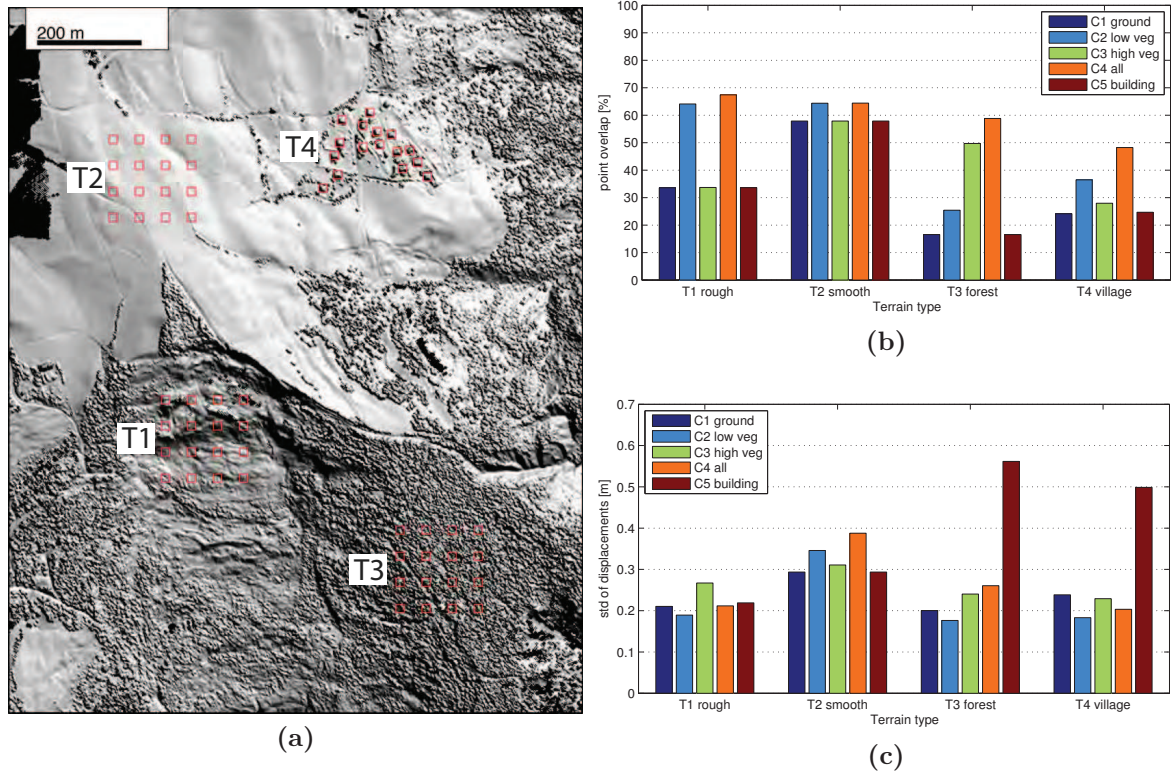 200 m
T4
T2
T1
T3
(a)
100
90
80
70
60
50
40
30
20
10
0
point overlap [%]
C1 ground
C2 low veg
C3 high veg
C4 all
C5 building
T1 rough T2 smooth T3 forest T4 village
Terrain type
(b)
0.7
0.6
0.5
0.4
0.3
0.2
0.1
0
std of displacements [m]
C1 ground
C2 low veg
C3 high veg
C4 all
C5 building
T1 rough T2 smooth T3 forest T4 village
Terrain type
(c)